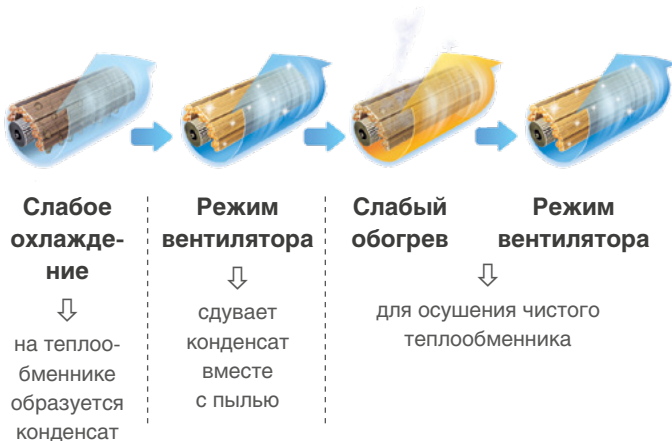 Слабое
охлажде-
ние
на теплоо-
бменнике
образуется
конденсат
Режим
вентилятора
сдувает
конденсат
вместе
с пылью
Слабый
обогрев
Режим
вентилятора
для осушения чистого
теплообменника